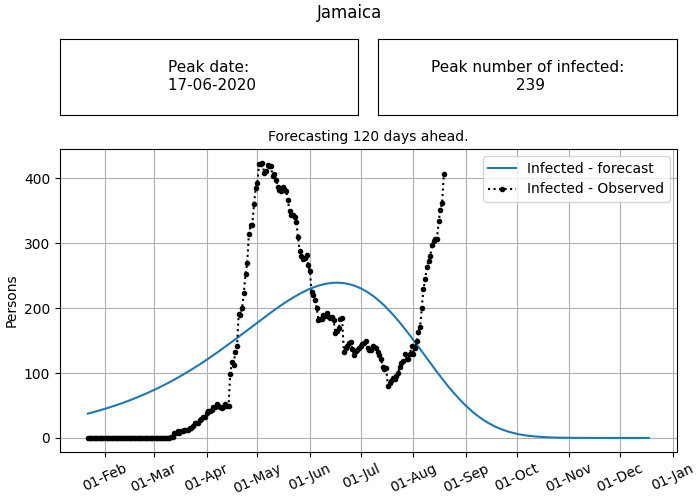 Jamaica
Peak date:
17-06-2020
Peak number of infected:
239
Forecasting 120 days ahead.
Infected - forecast
Infected - Observed
Persons
400
300
200
100
0
01-Feb
01-Mar
01-Apr
01-May
01-Jun
01-Jul
01-Aug
01-Sep
01-Oct
01-Nov
01-Dec
01-Jan